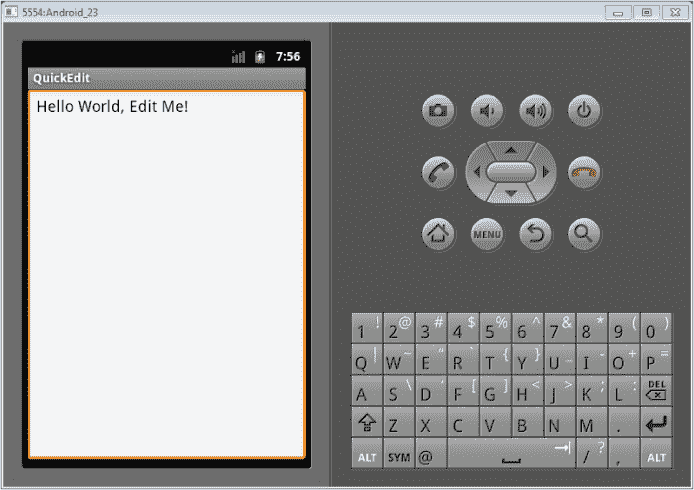 5554:Android_23
7:56
QuickEdit
Hello World, Edit Me!
MENU
1 ! 2 @ 3 # 4 $ 5 % 6 ^ 7 & 8 * 9 ( 0 )
Q | W ~ E " R ` T { Y } U _ I - O + P =
A S \ D ' F [ G ] H < J > K ; L : DEL
Z X C V B N M .
ALT SYM @ / ? , ALT